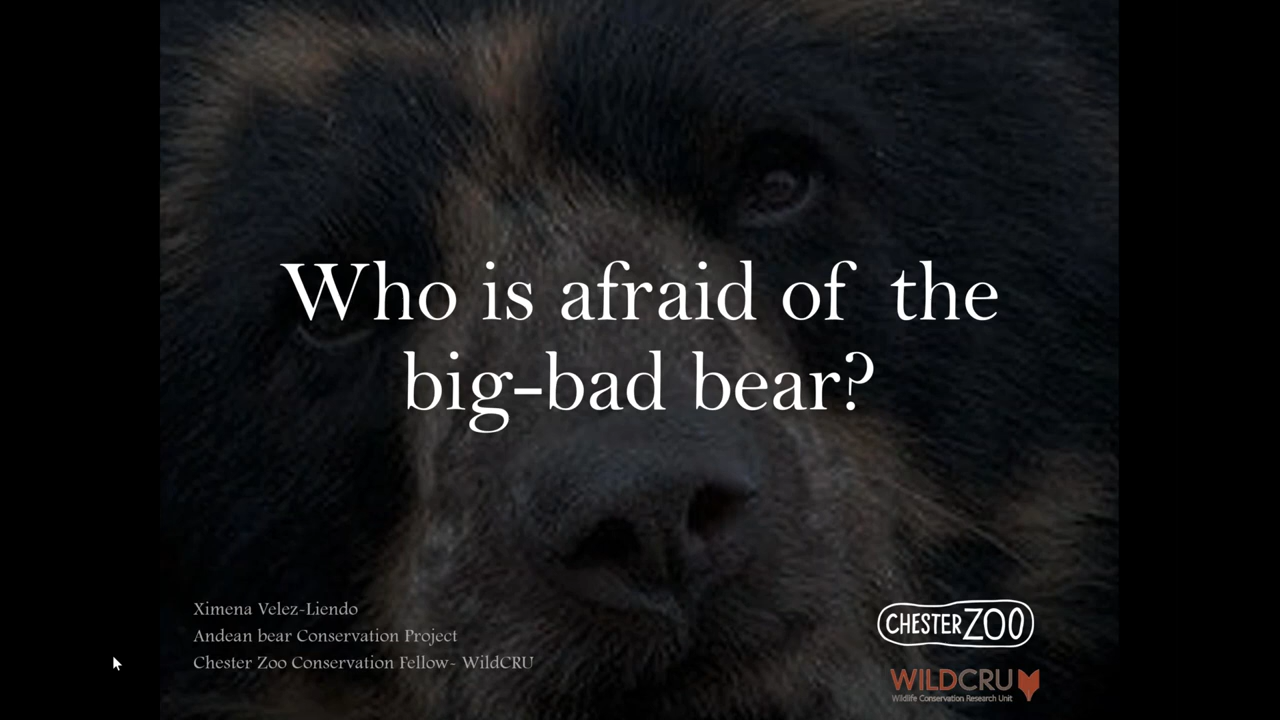 Who is afraid of the
big-bad bear?
Ximena Velez-Liendo
Andean bear Conservation Project
Chester Zoo Conservation Fellow- WildCRU
CHESTER ZOO
WILDCRU
Wildlife Conservation Research Unit